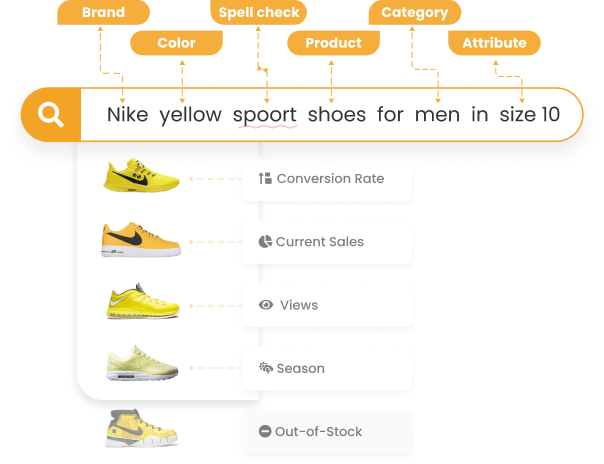 Brand
Spell check
Category
Color
Product
Attribute
Nike yellow spoort shoes for men in size 10
Conversion Rate
Current Sales
Views
Season
Out-of-Stock